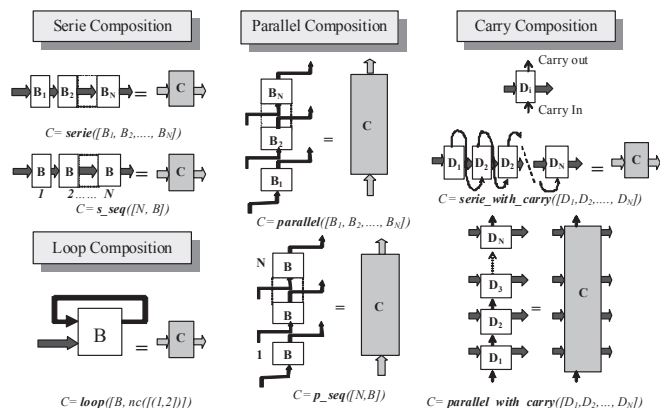 Serie Composition
B1 B2 BN = C
C= serie([B1, B2,...., BN])
B B B = C
1 2...... N
C= s_seq([N, B])
Loop Composition
B = C
C= loop([B, nc([(1,2])])
Parallel Composition
BN
B2
B1
= C
C= parallel([B1, B2,...., BN])
N B
B
1 B
= C
C= p_seq([N,B])
Carry Composition
Carry out
Di
Carry In
D1 D2 D2 DN = C
C= serie_with_carry([D1,D2,...., DN])
DN
D3
D2
D1
= C
C= parallel_with_carry([D1,D2,..., DN])